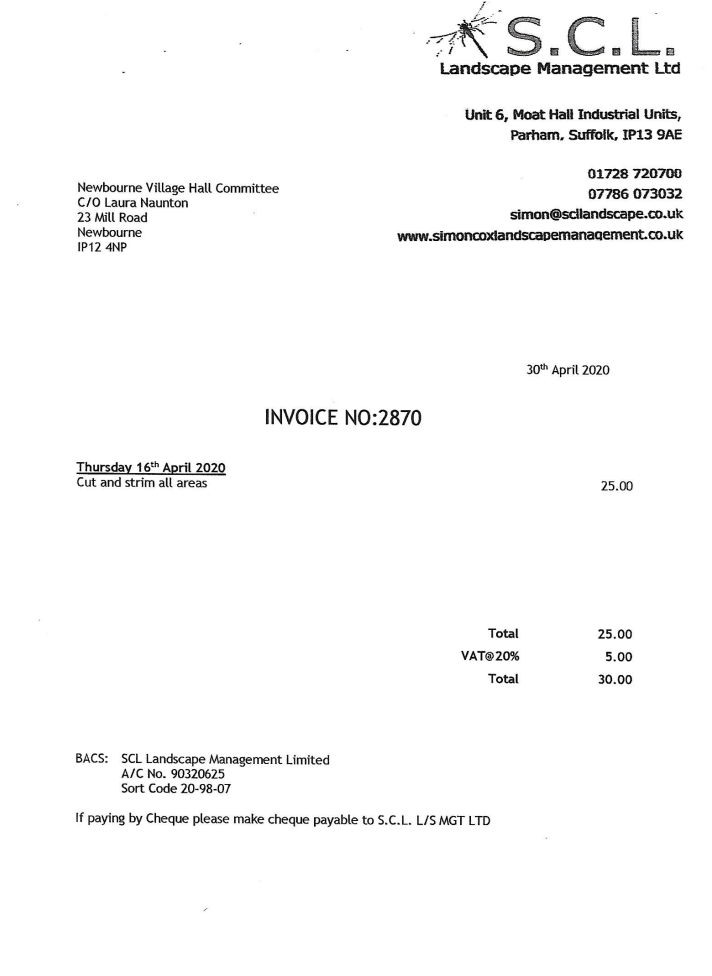 S.C.L.
Landscape Management Ltd
Unit 6, Moat Hall Industrial Units,
Parham, Suffolk, IP13 9AE
01728 720700
07786 073032
simon@scllandscape.co.uk
www.simoncoxlandscapemanagement.co.uk
Newbourne Village Hall Committee
C/O Laura Naunton
23 Mill Road
Newbourne
IP12 4NP
30th April 2020
INVOICE NO:2870
Thursday 16th April 2020
Cut and strim all areas 25.00
Total 25.00
VAT@20% 5.00
Total 30.00
BACS: SCL Landscape Management Limited
A/C No. 90320625
Sort Code 20-98-07
If paying by Cheque please make cheque payable to S.C.L. L/S MGT LTD